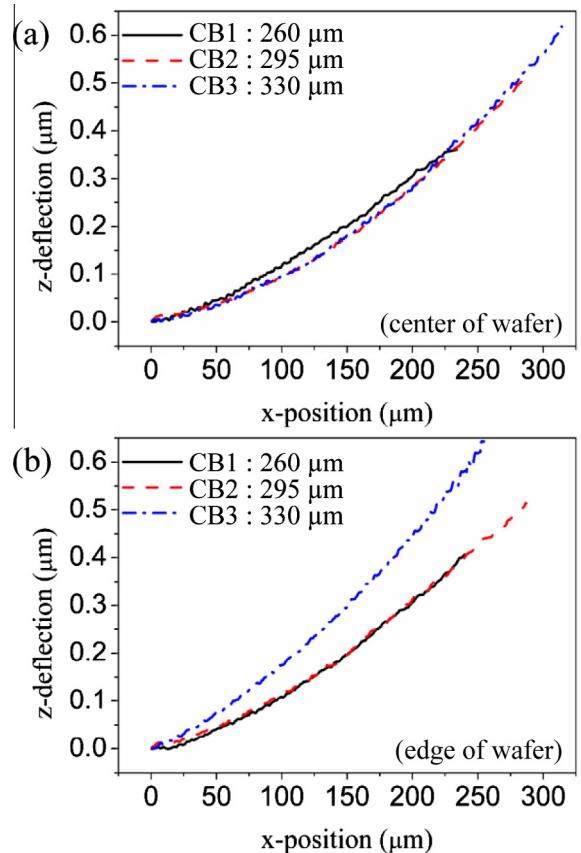 (a)
CB1 : 260 μm
CB2 : 295 μm
CB3 : 330 μm
0.6
0.5
0.4
0.3
0.2
0.1
0.0
z-deflection (μm)
(center of wafer)
0 50 100 150 200 250 300
x-position (μm)
(b)
CB1 : 260 μm
CB2 : 295 μm
CB3 : 330 μm
0.6
0.5
0.4
0.3
0.2
0.1
0.0
z-deflection (μm)
(edge of wafer)
0 50 100 150 200 250 300
x-position (μm)